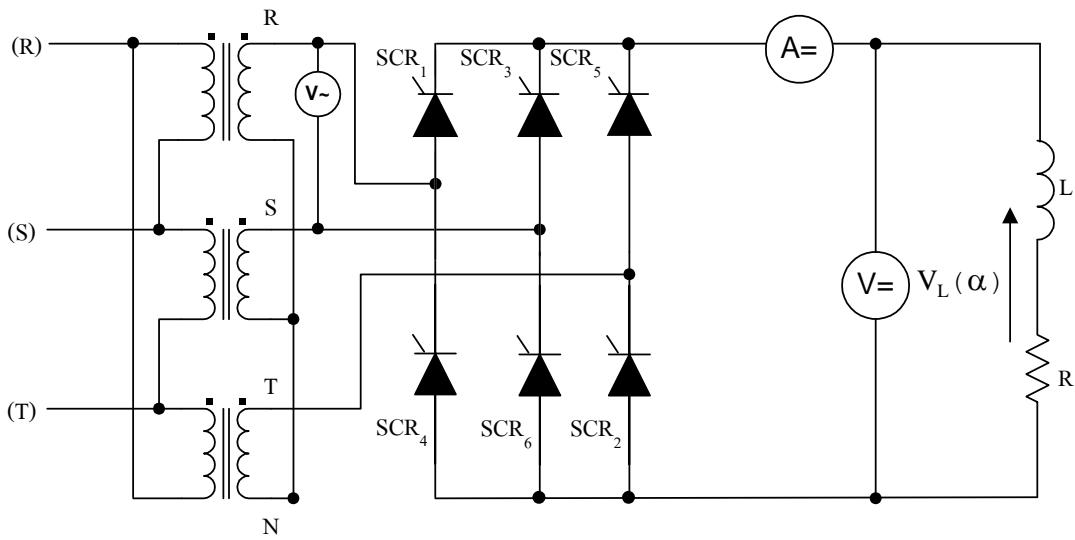 R
(R)
SCR1
SCR3
SCR5
A=
V~
L
S
(S)
V=
VL(α)
T
R
(T)
SCR4
SCR6
SCR2
N